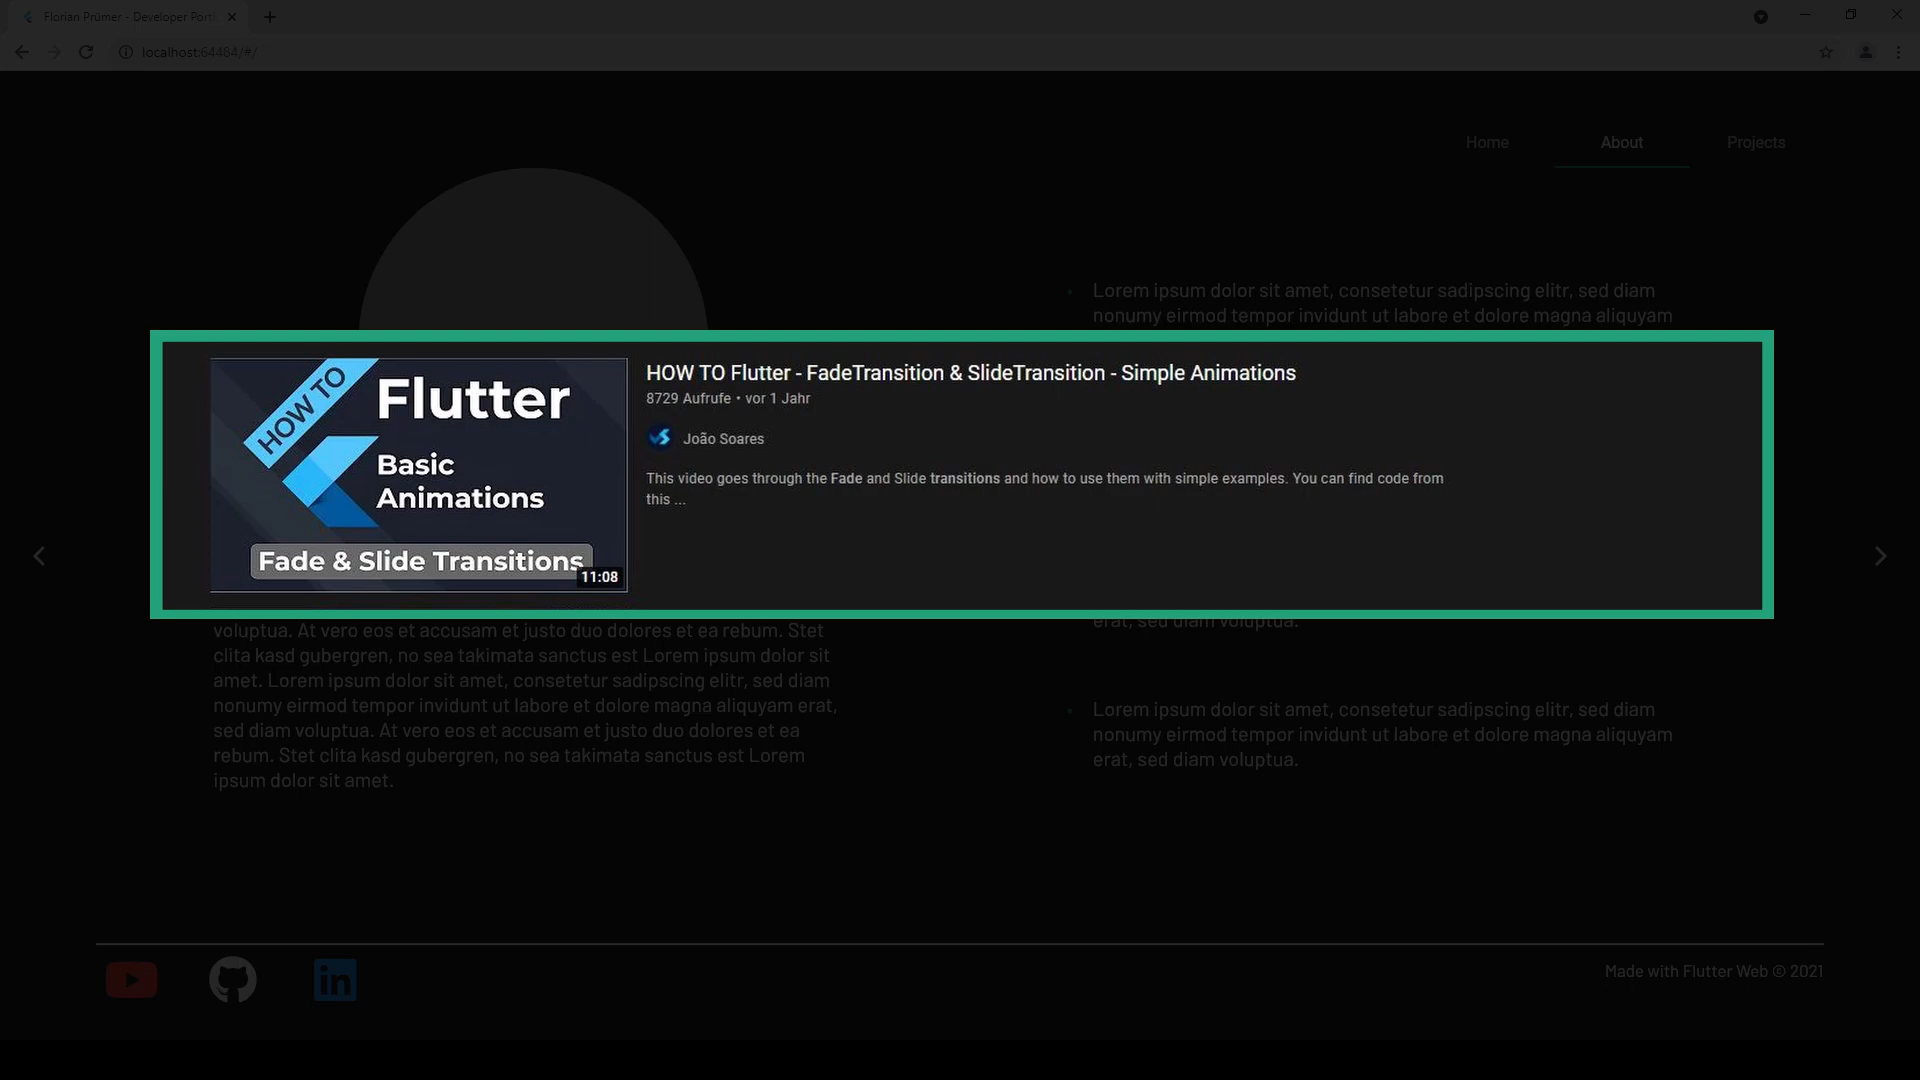 Florian Prümer - Developer Portf
localhost:64484/#/
Home
About
Projects
Lorem ipsum dolor sit amet, consetetur sadipscing elitr, sed diam
nonumy eirmod tempor invidunt ut labore et dolore magna aliquyam
HOW TO
Flutter
Basic
Animations
Fade & Slide Transitions
11:08
HOW TO Flutter - FadeTransition & SlideTransition - Simple Animations
8729 Aufrufe • vor 1 Jahr
João Soares
This video goes through the Fade and Slide transitions and how to use them with simple examples. You can find code from
this ...
voluptua. At vero eos et accusam et justo duo dolores et ea rebum. Stet
clita kasd gubergren, no sea takimata sanctus est Lorem ipsum dolor sit
amet. Lorem ipsum dolor sit amet, consetetur sadipscing elitr, sed diam
nonumy eirmod tempor invidunt ut labore et dolore magna aliquyam erat,
sed diam voluptua. At vero eos et accusam et justo duo dolores et ea
rebum. Stet clita kasd gubergren, no sea takimata sanctus est Lorem
ipsum dolor sit amet.
erat, sed diam voluptua.
Lorem ipsum dolor sit amet, consetetur sadipscing elitr, sed diam
nonumy eirmod tempor invidunt ut labore et dolore magna aliquyam
erat, sed diam voluptua.
in
Made with Flutter Web © 2021